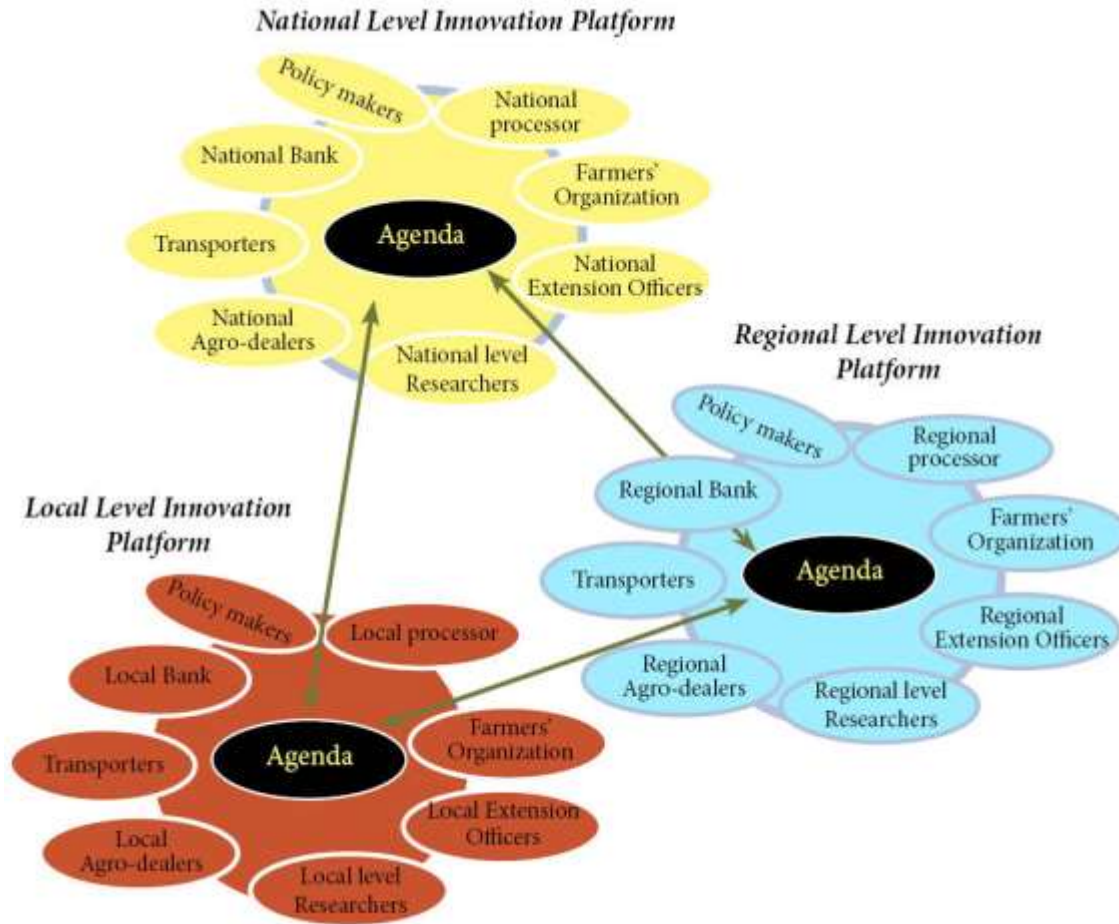 National Level Innovation Platform
Policy makers
National
processor
National Bank
Farmers'
Organization
Agenda
Transporters
National
Extension Officers
National
Agro-dealers
National level
Researchers
Regional Level Innovation
Platform
Policy makers
Regional
processor
Regional Bank
Farmers'
Organization
Agenda
Transporters
Regional
Extension Officers
Regional
Agro-dealers
Regional level
Researchers
Local Level Innovation
Platform
Policy makers
Local processor
Local Bank
Farmers'
Organization
Agenda
Transporters
Local Extension
Officers
Local
Agro-dealers
Local level
Researchers